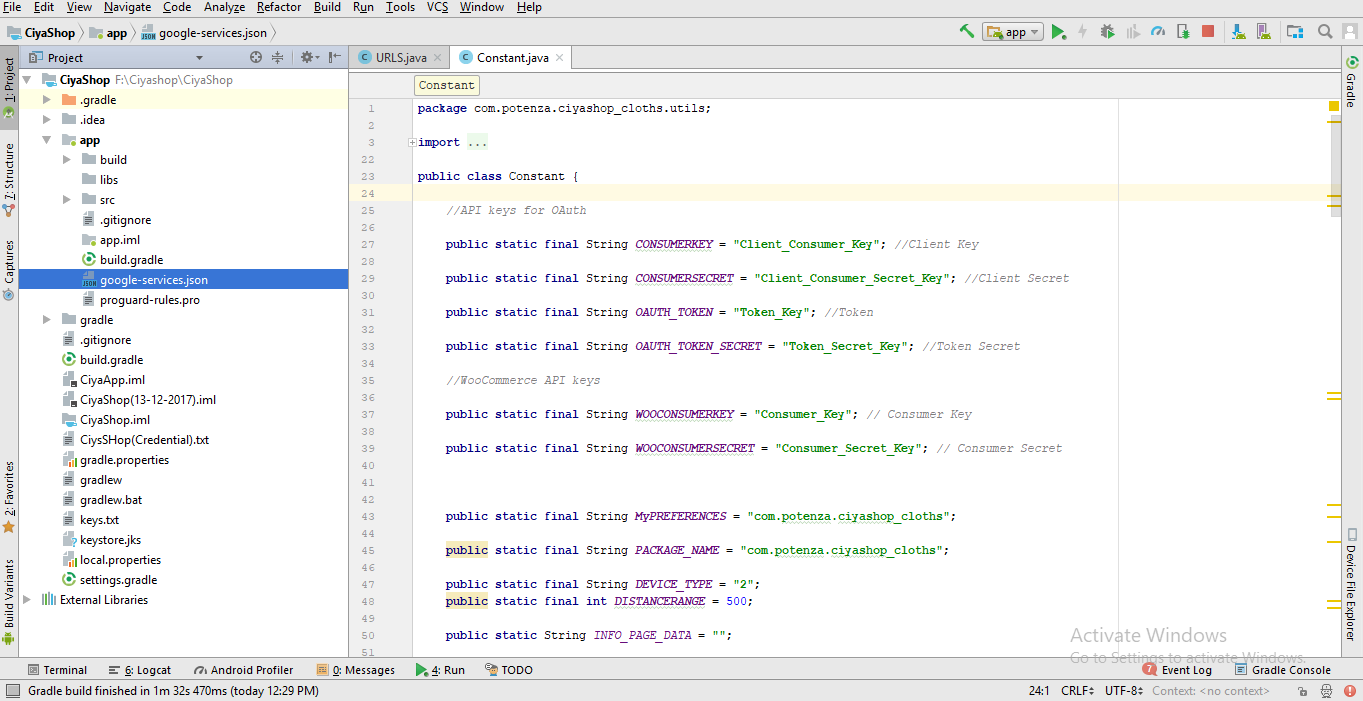 File Edit View Navigate Code Analyze Refactor Build Run Tools VCS Window Help
CiyaShop app google-services.json app
1: Project
7: Structure
Captures
2: Favorites
Build Variants
Project
CiyaShop F:\Ciyashop\CiyaShop
.gradle
.idea
app
build
libs
src
.gitignore
app.iml
build.gradle
google-services.json
proguard-rules.pro
gradle
.gitignore
build.gradle
CiyaApp.iml
CiyaShop(13-12-2017).iml
CiyaShop.iml
CiysSHop(Credential).txt
gradle.properties
gradlew
gradlew.bat
keys.txt
keystore.jks
local.properties
settings.gradle
External Libraries
URLS.java Constant.java
Constant
1 package com.potenza.ciyashop_cloths.utils;
2
3 import ...
22
23 public class Constant {
24
25 //API keys for OAuth
26
27 public static final String CONSUMERKEY = "Client_Consumer_Key"; //Client Key
28
29 public static final String CONSUMERSECRET = "Client_Consumer_Secret_Key"; //Client Secret
30
31 public static final String OAUTH_TOKEN = "Token_Key"; //Token
32
33 public static final String OAUTH_TOKEN_SECRET = "Token_Secret_Key"; //Token Secret
34
35 //WooCommerce API keys
36
37 public static final String WOOCONSUMERKEY = "Consumer_Key"; // Consumer Key
38
39 public static final String WOOCONSUMERSECRET = "Consumer_Secret_Key"; // Consumer Secret
40
41
42
43 public static final String MyPREFERENCES = "com.potenza.ciyashop_cloths";
44
45 public static final String PACKAGE_NAME = "com.potenza.ciyashop_cloths";
46
47 public static final String DEVICE_TYPE = "2";
48 public static final int DISTANCERANGE = 500;
49
50 public static String INFO_PAGE_DATA = "";
51
Gradle
Device File Explorer
Activate Windows
Go to Settings to activate Windows.
Terminal 6: Logcat Android Profiler 0: Messages 4: Run TODO 7 Event Log Gradle Console
Gradle build finished in 1m 32s 470ms (today 12:29 PM) 24:1 CRLF UTF-8 Context: <no context>